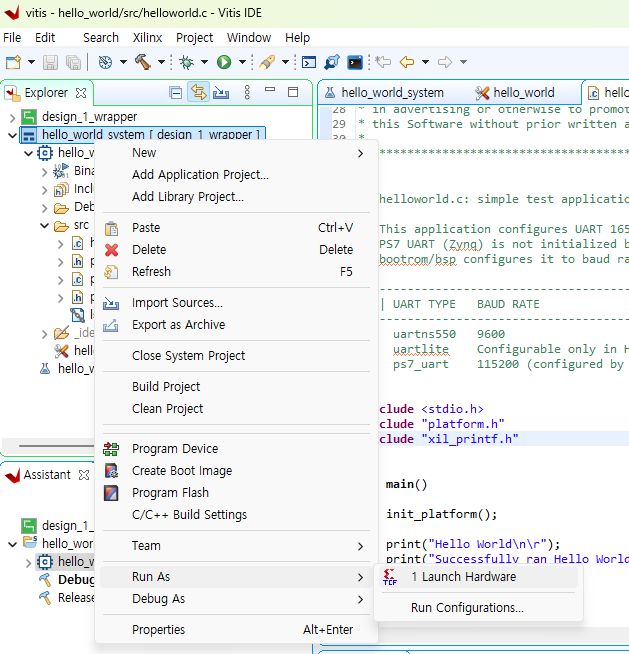 vitis - hello_world/src/helloworld.c - Vitis IDE
File Edit Search Xilinx Project Window Help
Explorer
design_1_wrapper
hello_world_system [ design_1_wrapper ]
hello_w
Bina
Inclu
Deb
src
h
p
p
p
l
_ide
hello
hello_w
Assistant
design_1_
hello_wor
hello_w
Debug
Release
New
Add Application Project...
Add Library Project...
Paste Ctrl+V
Delete Delete
Refresh F5
Import Sources...
Export as Archive
Close System Project
Build Project
Clean Project
Program Device
Create Boot Image
Program Flash
C/C++ Build Settings
Team
Run As
Debug As
Properties Alt+Enter
TCF 1 Launch Hardware
Run Configurations...
hello_world_system hello_world hello
28 * in advertising or otherwise to promot
29 * this Software without prior written a
30 *
**************************************
helloworld.c: simple test application
This application configures UART 165
PS7 UART (Zynq) is not initialized b
bootrom/bsp configures it to baud ra
| UART TYPE BAUD RATE
uartns550 9600
uartlite Configurable only in H
ps7_uart 115200 (configured by
clude <stdio.h>
clude "platform.h"
clude "xil_printf.h"
main()
init_platform();
print("Hello World\n\r");
print("Successfully ran Hello World